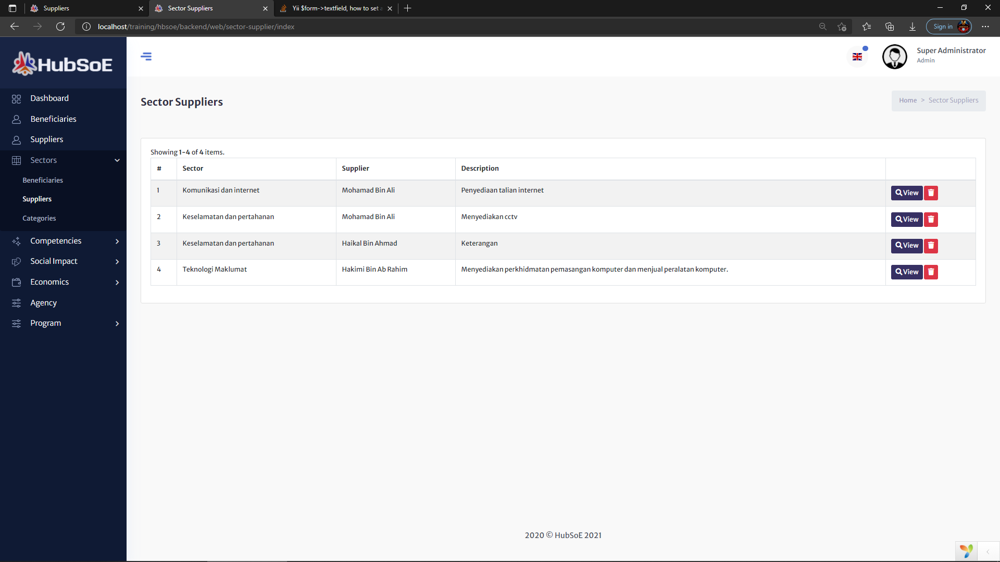 Suppliers
Sector Suppliers
Yii $form->textfield, how to set a
localhost/training/hbsoe/backend/web/sector-supplier/index
Sign in
HubSoE
Super Administrator
Admin
Dashboard
Beneficiaries
Suppliers
Sectors
Beneficiaries
Suppliers
Categories
Competencies
Social Impact
Economics
Agency
Program
Sector Suppliers
Home > Sector Suppliers
Showing 1-4 of 4 items.
# Sector Supplier Description
1 Komunikasi dan internet Mohamad Bin Ali Penyediaan talian internet View
2 Keselamatan dan pertahanan Mohamad Bin Ali Menyediakan cctv View
3 Keselamatan dan pertahanan Haikal Bin Ahmad Keterangan View
4 Teknologi Maklumat Hakimi Bin Ab Rahim Menyediakan perkhidmatan pemasangan komputer dan menjual peralatan komputer. View
2020 © HubSoE 2021